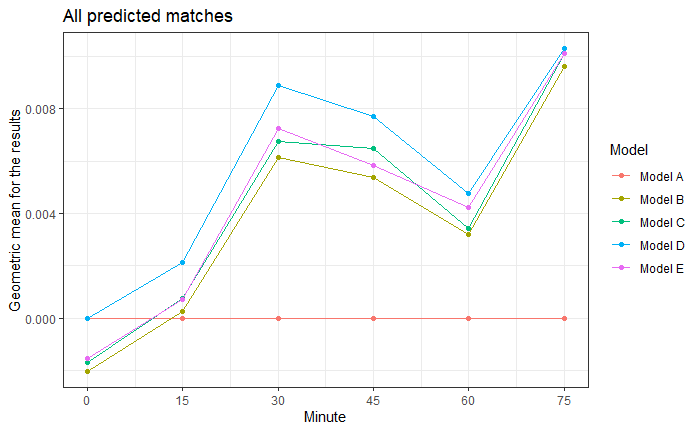 All predicted matches
Geometric mean for the results
0.008
0.004
0.000
0 15 30 45 60 75
Minute
Model
Model A
Model B
Model C
Model D
Model E